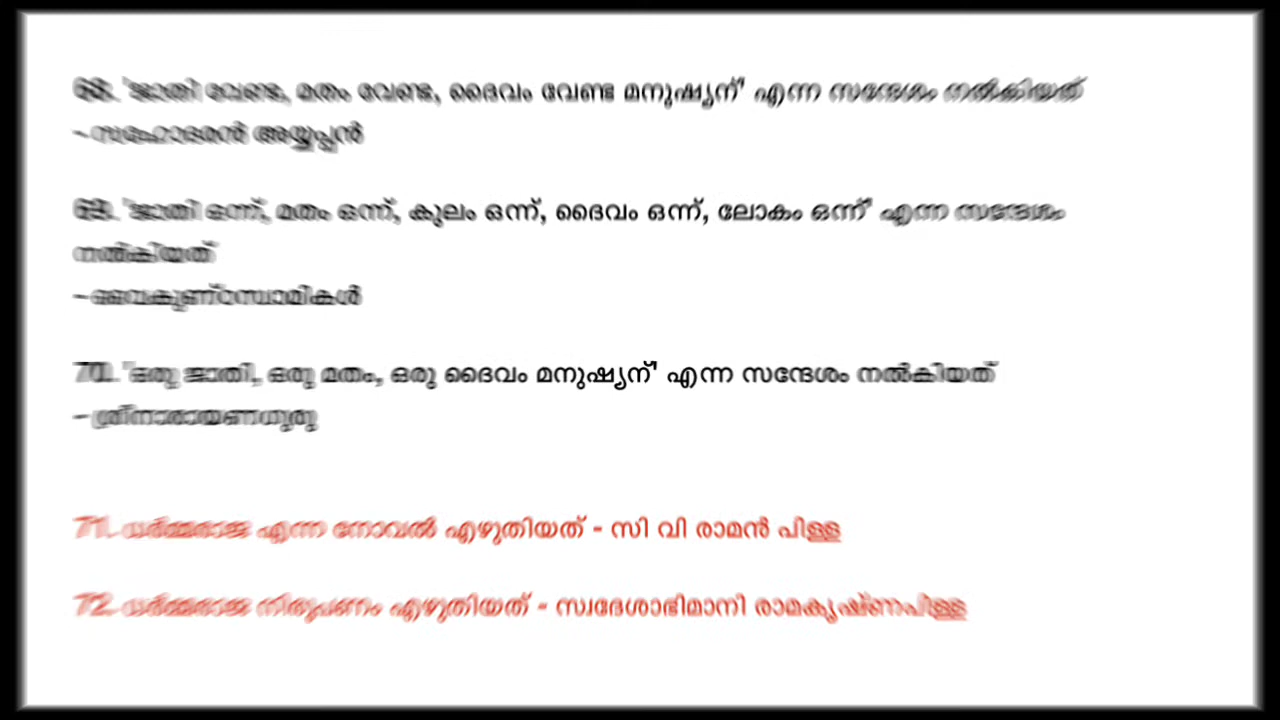 68. 'ജാതി വേണ്ട, മതം വേണ്ട, ദൈവം വേണ്ട മനുഷ്യന്' എന്ന സന്ദേശം നൽകിയത്
- സഹോദരൻ അയ്യപ്പൻ
69. 'ജാതി ഒന്ന്, മതം ഒന്ന്, കുലം ഒന്ന്, ദൈവം ഒന്ന്, ലോകം ഒന്ന്' എന്ന സന്ദേശം
നൽകിയത്
- വൈകുണ്ഠസ്വാമികൾ
70. 'ഒരു ജാതി, ഒരു മതം, ഒരു ദൈവം മനുഷ്യന്' എന്ന സന്ദേശം നൽകിയത്
- ശ്രീനാരായണഗുരു
71. ധർമ്മരാജ എന്ന നോവൽ എഴുതിയത് - സി വി രാമൻ പിള്ള
72. ധർമ്മരാജ നിരൂപണം എഴുതിയത് - സ്വദേശാഭിമാനി രാമകൃഷ്ണപിള്ള